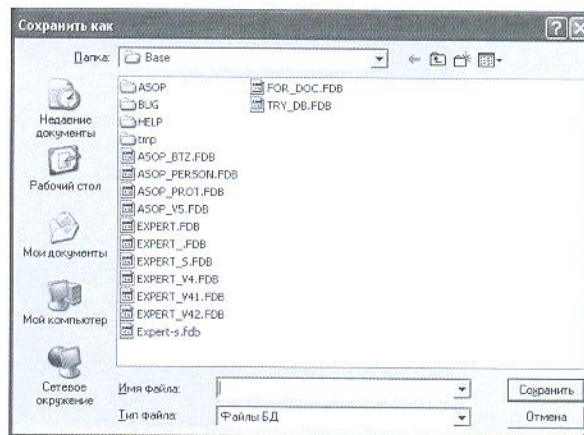 Сохранить как
Папка: Base
ASOP
BUG
HELP
tmp
ASOP_BTZ.FDB
ASOP_PERSON.FDB
ASOP_PROT.FDB
ASOP_V5.FDB
EXPERT.FDB
EXPERT_.FDB
EXPERT_S.FDB
EXPERT_V4.FDB
EXPERT_V41.FDB
EXPERT_V42.FDB
Expert-s.fdb
FOR_DOC.FDB
TRY_DB.FDB
Недавние
документы
Рабочий стол
Мои документы
Мой компьютер
Сетевое
окружение
Имя файла:
Сохранить
Тип файла: Файлы БД
Отмена